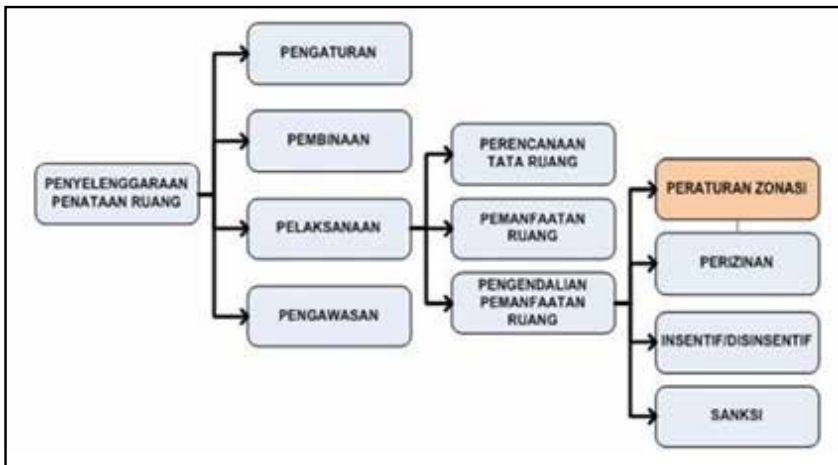 PENYELENGGARAAN
PENATAAN RUANG
PENGATURAN
PEMBINAAN
PELAKSANAAN
PENGAWASAN
PERENCANAAN
TATA RUANG
PEMANFAATAN
RUANG
PENGENDALIAN
PEMANFAATAN
RUANG
PERATURAN ZONASI
PERIZINAN
INSENTIF/DISINSENTIF
SANKSI